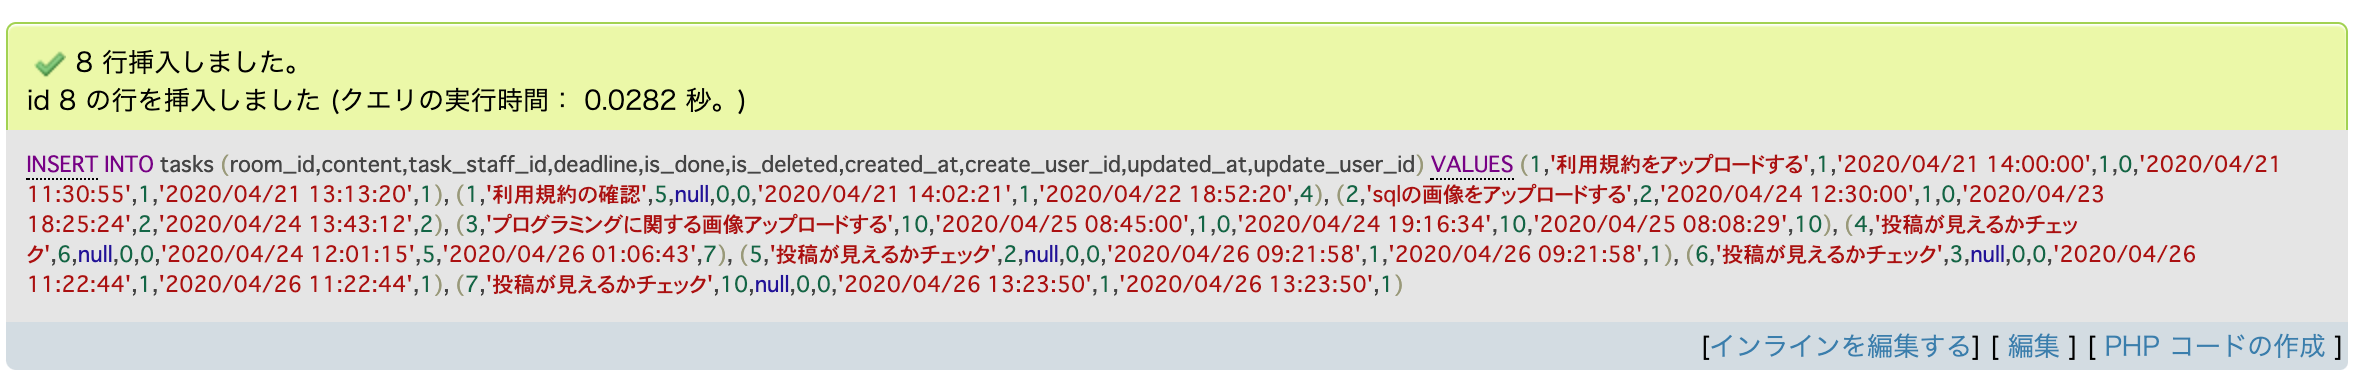 8 行挿入しました。
id 8 の行を挿入しました (クエリの実行時間： 0.0282 秒。)
INSERT INTO tasks (room_id,content,task_staff_id,deadline,is_done,is_deleted,created_at,create_user_id,updated_at,update_user_id) VALUES (1,'利用規約をアップロードする',1,'2020/04/21 14:00:00',1,0,'2020/04/21
11:30:55',1,'2020/04/21 13:13:20',1), (1,'利用規約の確認',5,null,0,0,'2020/04/21 14:02:21',1,'2020/04/22 18:52:20',4), (2,'sqlの画像をアップロードする',2,'2020/04/24 12:30:00',1,0,'2020/04/23
18:25:24',2,'2020/04/24 13:43:12',2), (3,'プログラミングに関する画像アップロードする',10,'2020/04/25 08:45:00',1,0,'2020/04/24 19:16:34',10,'2020/04/25 08:08:29',10), (4,'投稿が見えるかチェッ
ク',6,null,0,0,'2020/04/24 12:01:15',5,'2020/04/26 01:06:43',7), (5,'投稿が見えるかチェック',2,null,0,0,'2020/04/26 09:21:58',1,'2020/04/26 09:21:58',1), (6,'投稿が見えるかチェック',3,null,0,0,'2020/04/26
11:22:44',1,'2020/04/26 11:22:44',1), (7,'投稿が見えるかチェック',10,null,0,0,'2020/04/26 13:23:50',1,'2020/04/26 13:23:50',1)
[インラインを編集する] [ 編集 ] [ PHP コードの作成 ]